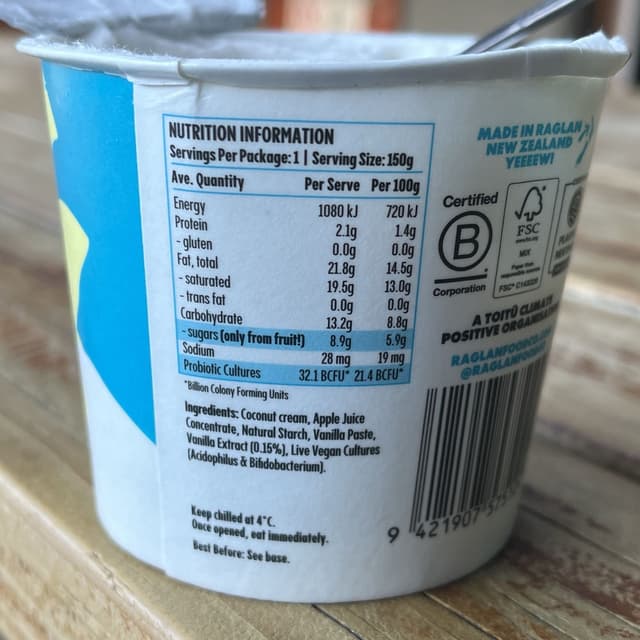 NUTRITION INFORMATION
Servings Per Package: 1 | Serving Size: 150g
Ave. Quantity Per Serve Per 100g
Energy 1080 kJ 720 kJ
Protein 2.1g 1.4g
- gluten 0.0g 0.0g
Fat, total 21.8g 14.5g
- saturated 19.5g 13.0g
- trans fat 0.0g 0.0g
Carbohydrate 13.2g 8.8g
- sugars (only from fruit!) 8.9g 5.9g
Sodium 28 mg 19 mg
Probiotic Cultures 32.1 BCFU* 21.4 BCFU*
*Billion Colony Forming Units
Ingredients: Coconut cream, Apple Juice
Concentrate, Natural Starch, Vanilla Paste,
Vanilla Extract (0.15%), Live Vegan Cultures
(Acidophilus & Bifidobacterium).
Keep chilled at 4°C.
Once opened, eat immediately.
Best Before: See base.
MADE IN RAGLAN
NEW ZEALAND
YEEEEW!
Certified
B
Corporation
FSC
MIX
A TOITŪ CLIMATE
POSITIVE
RAGLANFOODCO
@RAGLANFOOD
9 421907